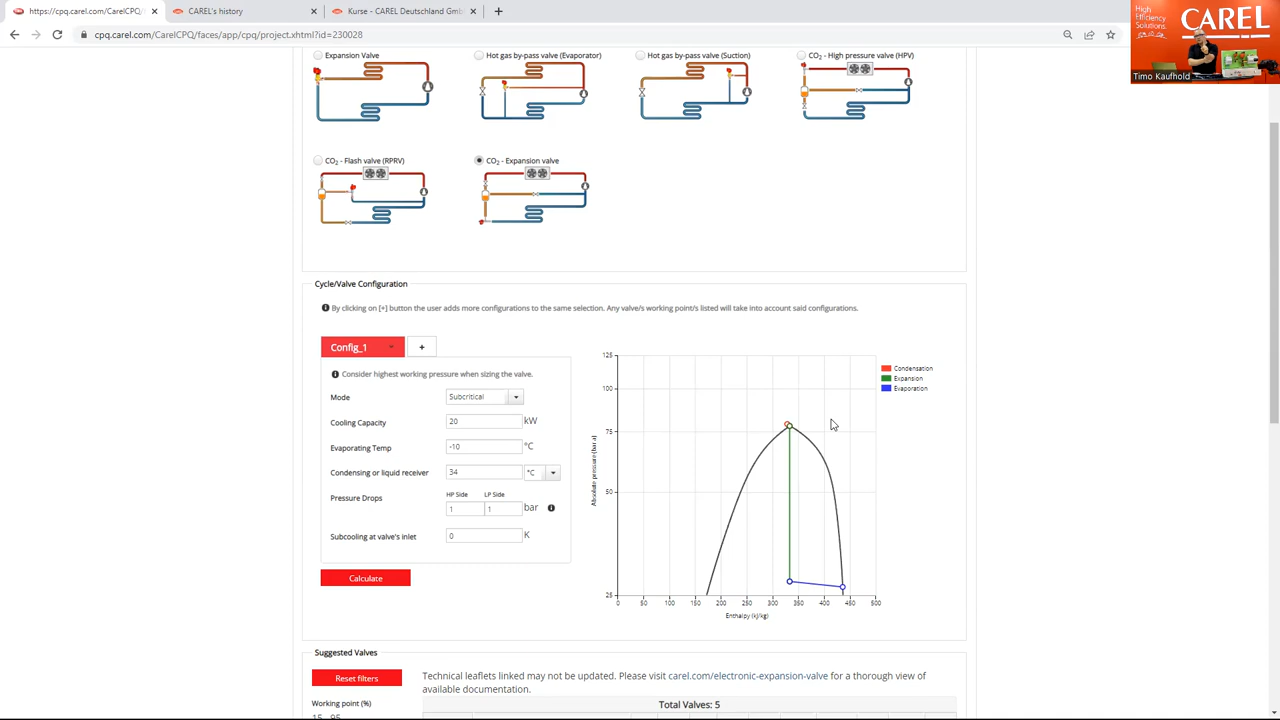 https://cpq.carel.com/CarelCPQ/
CAREL's history
Kurse - CAREL Deutschland Gmb
cpq.carel.com/CarelCPQ/faces/app/cpq/project.xhtml?id=230028
High
Efficiency
Solutions.
CAREL
Timo Kaufhold
Expansion Valve
Hot gas by-pass valve (Evaporator)
Hot gas by-pass valve (Suction)
CO₂ - High pressure valve (HPV)
CO₂ - Flash valve (RPRV)
CO₂ - Expansion valve
Cycle/Valve Configuration
By clicking on [+] button the user adds more configurations to the same selection. Any valve/s working point/s listed will take into account said configurations.
Config_1
+
Consider highest working pressure when sizing the valve.
Mode
Subcritical
Cooling Capacity
20
kW
Evaporating Temp
-10
°C
Condensing or liquid receiver
34
°C
Pressure Drops
HP Side
LP Side
1
1
bar
Subcooling at valve's inlet
0
K
Calculate
Absolute pressure (bar a)
125
100
75
50
25
0
50
100
150
200
250
300
350
400
450
500
Enthalpy (kJ/kg)
Condensation
Expansion
Evaporation
Suggested Valves
Reset filters
Working point (%)
15 - 95
Technical leaflets linked may not be updated. Please visit carel.com/electronic-expansion-valve for a thorough view of
available documentation.
Total Valves: 5